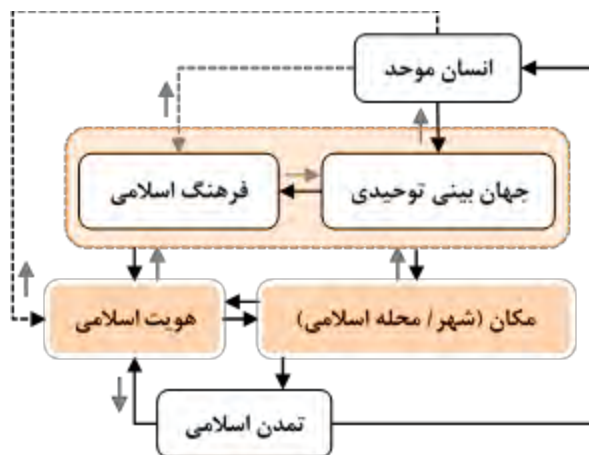 انسان موحد
جهان بینی توحیدی
فرهنگ اسلامی
مکان (شهر/ محله اسلامی)
هویت اسلامی
تمدن اسلامی